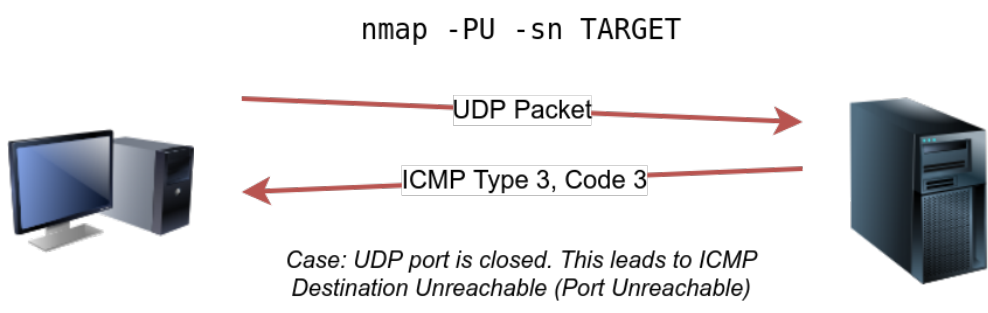 nmap -PU -sn TARGET
UDP Packet
ICMP Type 3, Code 3
Case: UDP port is closed. This leads to ICMP
Destination Unreachable (Port Unreachable)